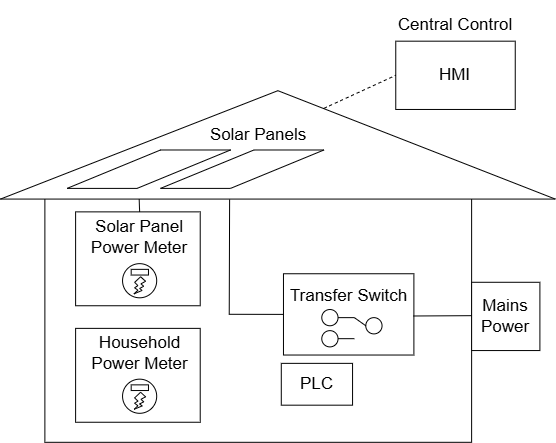 Central Control
HMI
Solar Panels
Solar Panel
Power Meter
Transfer Switch
Mains
Power
Household
Power Meter
PLC